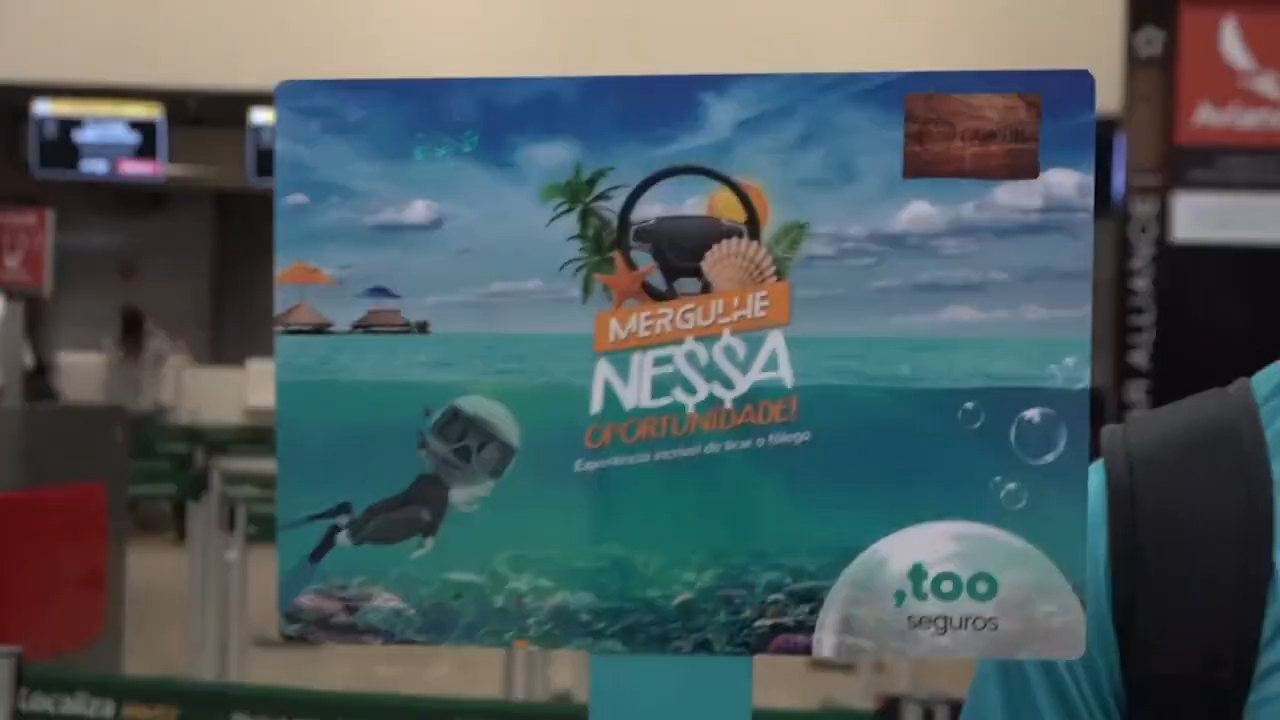 MERGULHE
NE$$A
OPORTUNIDADE!
Experiência incrível de tirar o fôlego
,too
seguros
Localiza